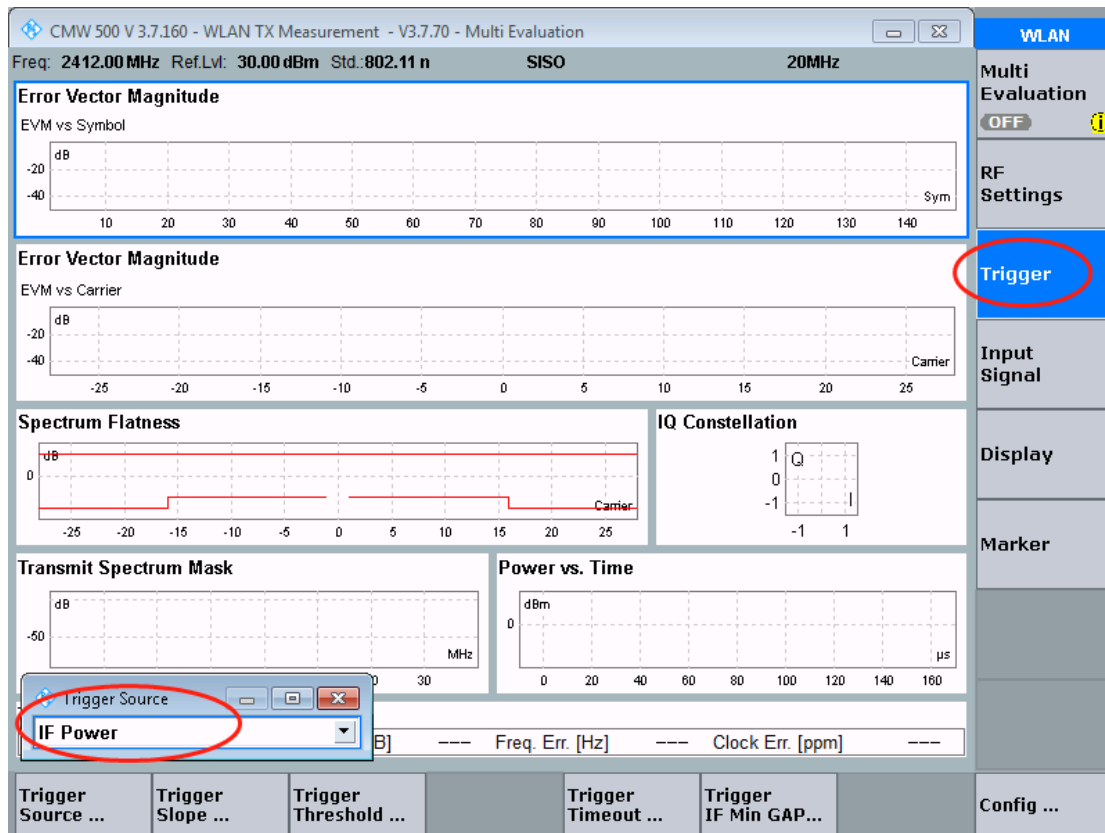 CMW 500 V 3.7.160 - WLAN TX Measurement - V3.7.70 - Multi Evaluation
Freq: 2412.00 MHz Ref.Lvl: 30.00 dBm Std.:802.11 n SISO 20MHz
Error Vector Magnitude
EVM vs Symbol
dB
-20
-40
Sym
10 20 30 40 50 60 70 80 90 100 110 120 130 140
Error Vector Magnitude
EVM vs Carrier
dB
-20
-40
Carrier
-25 -20 -15 -10 -5 0 5 10 15 20 25
Spectrum Flatness
dB
0
Carrier
-25 -20 -15 -10 -5 0 5 10 15 20 25
IQ Constellation
1 Q
0
-1 I
-1 1
Transmit Spectrum Mask
dB
-50
MHz
30
Power vs. Time
dBm
0
µs
0 20 40 60 80 100 120 140 160
Trigger Source
IF Power
B] --- Freq. Err. [Hz] --- Clock Err. [ppm] ---
Trigger
Source ...
Trigger
Slope ...
Trigger
Threshold ...
Trigger
Timeout ...
Trigger
IF Min GAP...
WLAN
Multi
Evaluation
OFF
i
RF
Settings
Trigger
Input
Signal
Display
Marker
Config ...